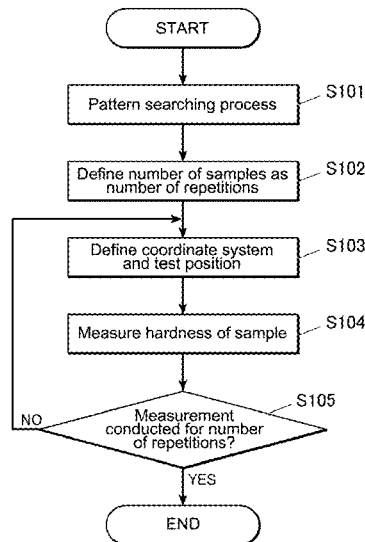 START
Pattern searching process
S101
Define number of samples as
number of repetitions
S102
Define coordinate system
and test position
S103
Measure hardness of sample
S104
Measurement
conducted for number
of repetitions?
S105
NO
YES
END